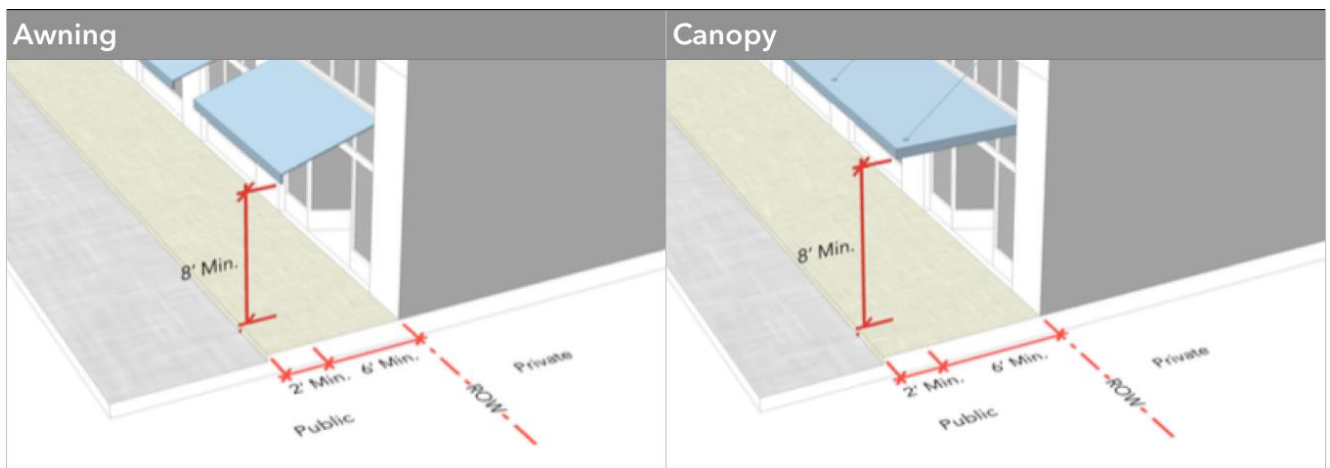 Awning
8' Min.
2' Min.
6' Min.
ROW
Private
Public
Canopy
8' Min.
2' Min.
6' Min.
ROW
Private
Public